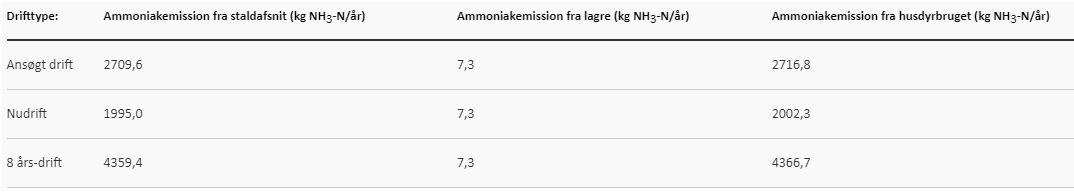 Drifttype: Ammoniakemission fra staldafsnit (kg NH3-N/år) Ammoniakemission fra lagre (kg NH3-N/år) Ammoniakemission fra husdyrbruget (kg NH3-N/år)
Ansøgt drift 2709,6 7,3 2716,8
Nudrift 1995,0 7,3 2002,3
8 års-drift 4359,4 7,3 4366,7